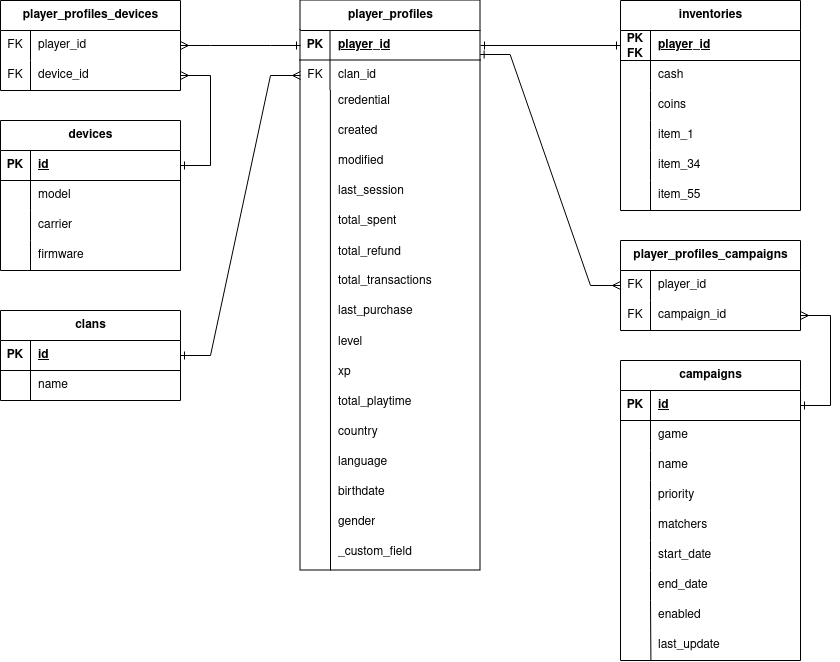 player_profiles_devices
FK player_id
FK device_id
devices
PK id
model
carrier
firmware
clans
PK id
name
player_profiles
PK player_id
FK clan_id
credential
created
modified
last_session
total_spent
total_refund
total_transactions
last_purchase
level
xp
total_playtime
country
language
birthdate
gender
_custom_field
inventories
PK
FK player_id
cash
coins
item_1
item_34
item_55
player_profiles_campaigns
FK player_id
FK campaign_id
campaigns
PK id
game
name
priority
matchers
start_date
end_date
enabled
last_update